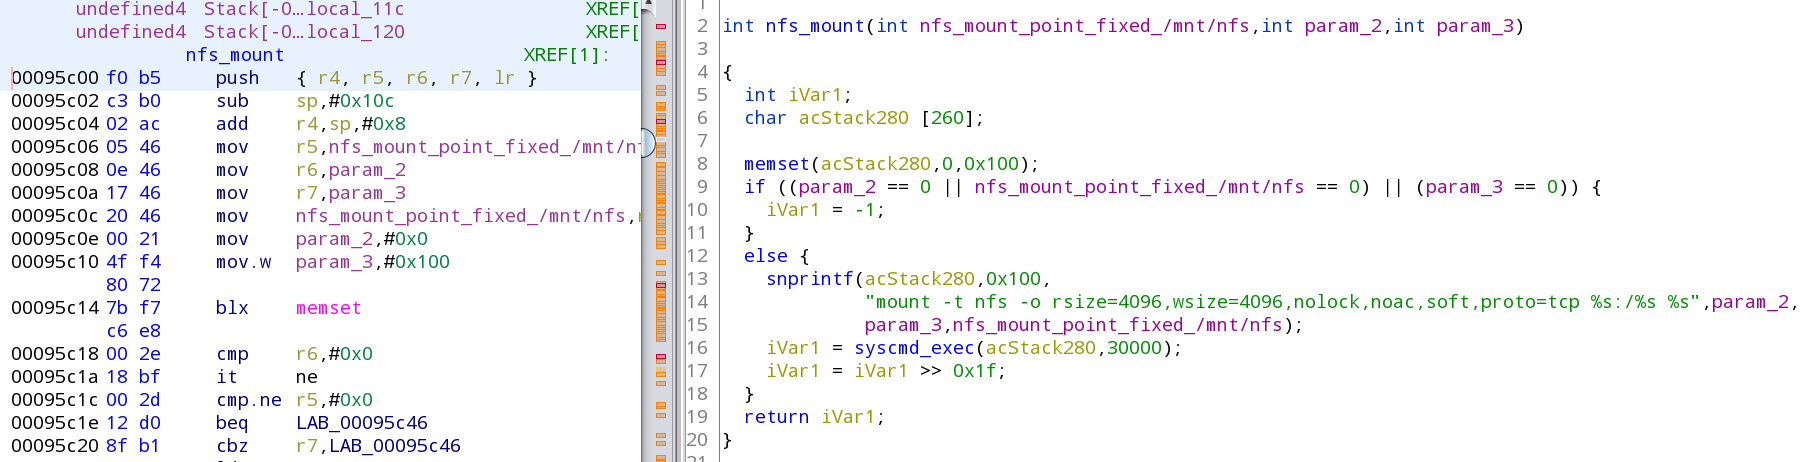 undefined4 Stack[-0...local_11c XREF[
undefined4 Stack[-0...local_120 XREF[
nfs_mount XREF[1]:
00095c00 f0 b5 push { r4, r5, r6, r7, lr }
00095c02 c3 b0 sub sp,#0x10c
00095c04 02 ac add r4,sp,#0x8
00095c06 05 46 mov r5,nfs_mount_point_fixed_/mnt/nf
00095c08 0e 46 mov r6,param_2
00095c0a 17 46 mov r7,param_3
00095c0c 20 46 mov nfs_mount_point_fixed_/mnt/nfs,
00095c0e 00 21 mov param_2,#0x0
00095c10 4f f4 mov.w param_3,#0x100
80 72
00095c14 7b f7 blx memset
c6 e8
00095c18 00 2e cmp r6,#0x0
00095c1a 18 bf it ne
00095c1c 00 2d cmp.ne r5,#0x0
00095c1e 12 d0 beq LAB_00095c46
00095c20 8f b1 cbz r7,LAB_00095c46
1
2 int nfs_mount(int nfs_mount_point_fixed_/mnt/nfs,int param_2,int param_3)
3
4 {
5 int iVar1;
6 char acStack280 [260];
7
8 memset(acStack280,0,0x100);
9 if ((param_2 == 0 || nfs_mount_point_fixed_/mnt/nfs == 0) || (param_3 == 0)) {
10 iVar1 = -1;
11 }
12 else {
13 snprintf(acStack280,0x100,
14 "mount -t nfs -o rsize=4096,wsize=4096,nolock,noac,soft,proto=tcp %s:/%s %s",param_2,
15 param_3,nfs_mount_point_fixed_/mnt/nfs);
16 iVar1 = syscmd_exec(acStack280,30000);
17 iVar1 = iVar1 >> 0x1f;
18 }
19 return iVar1;
20 }
21